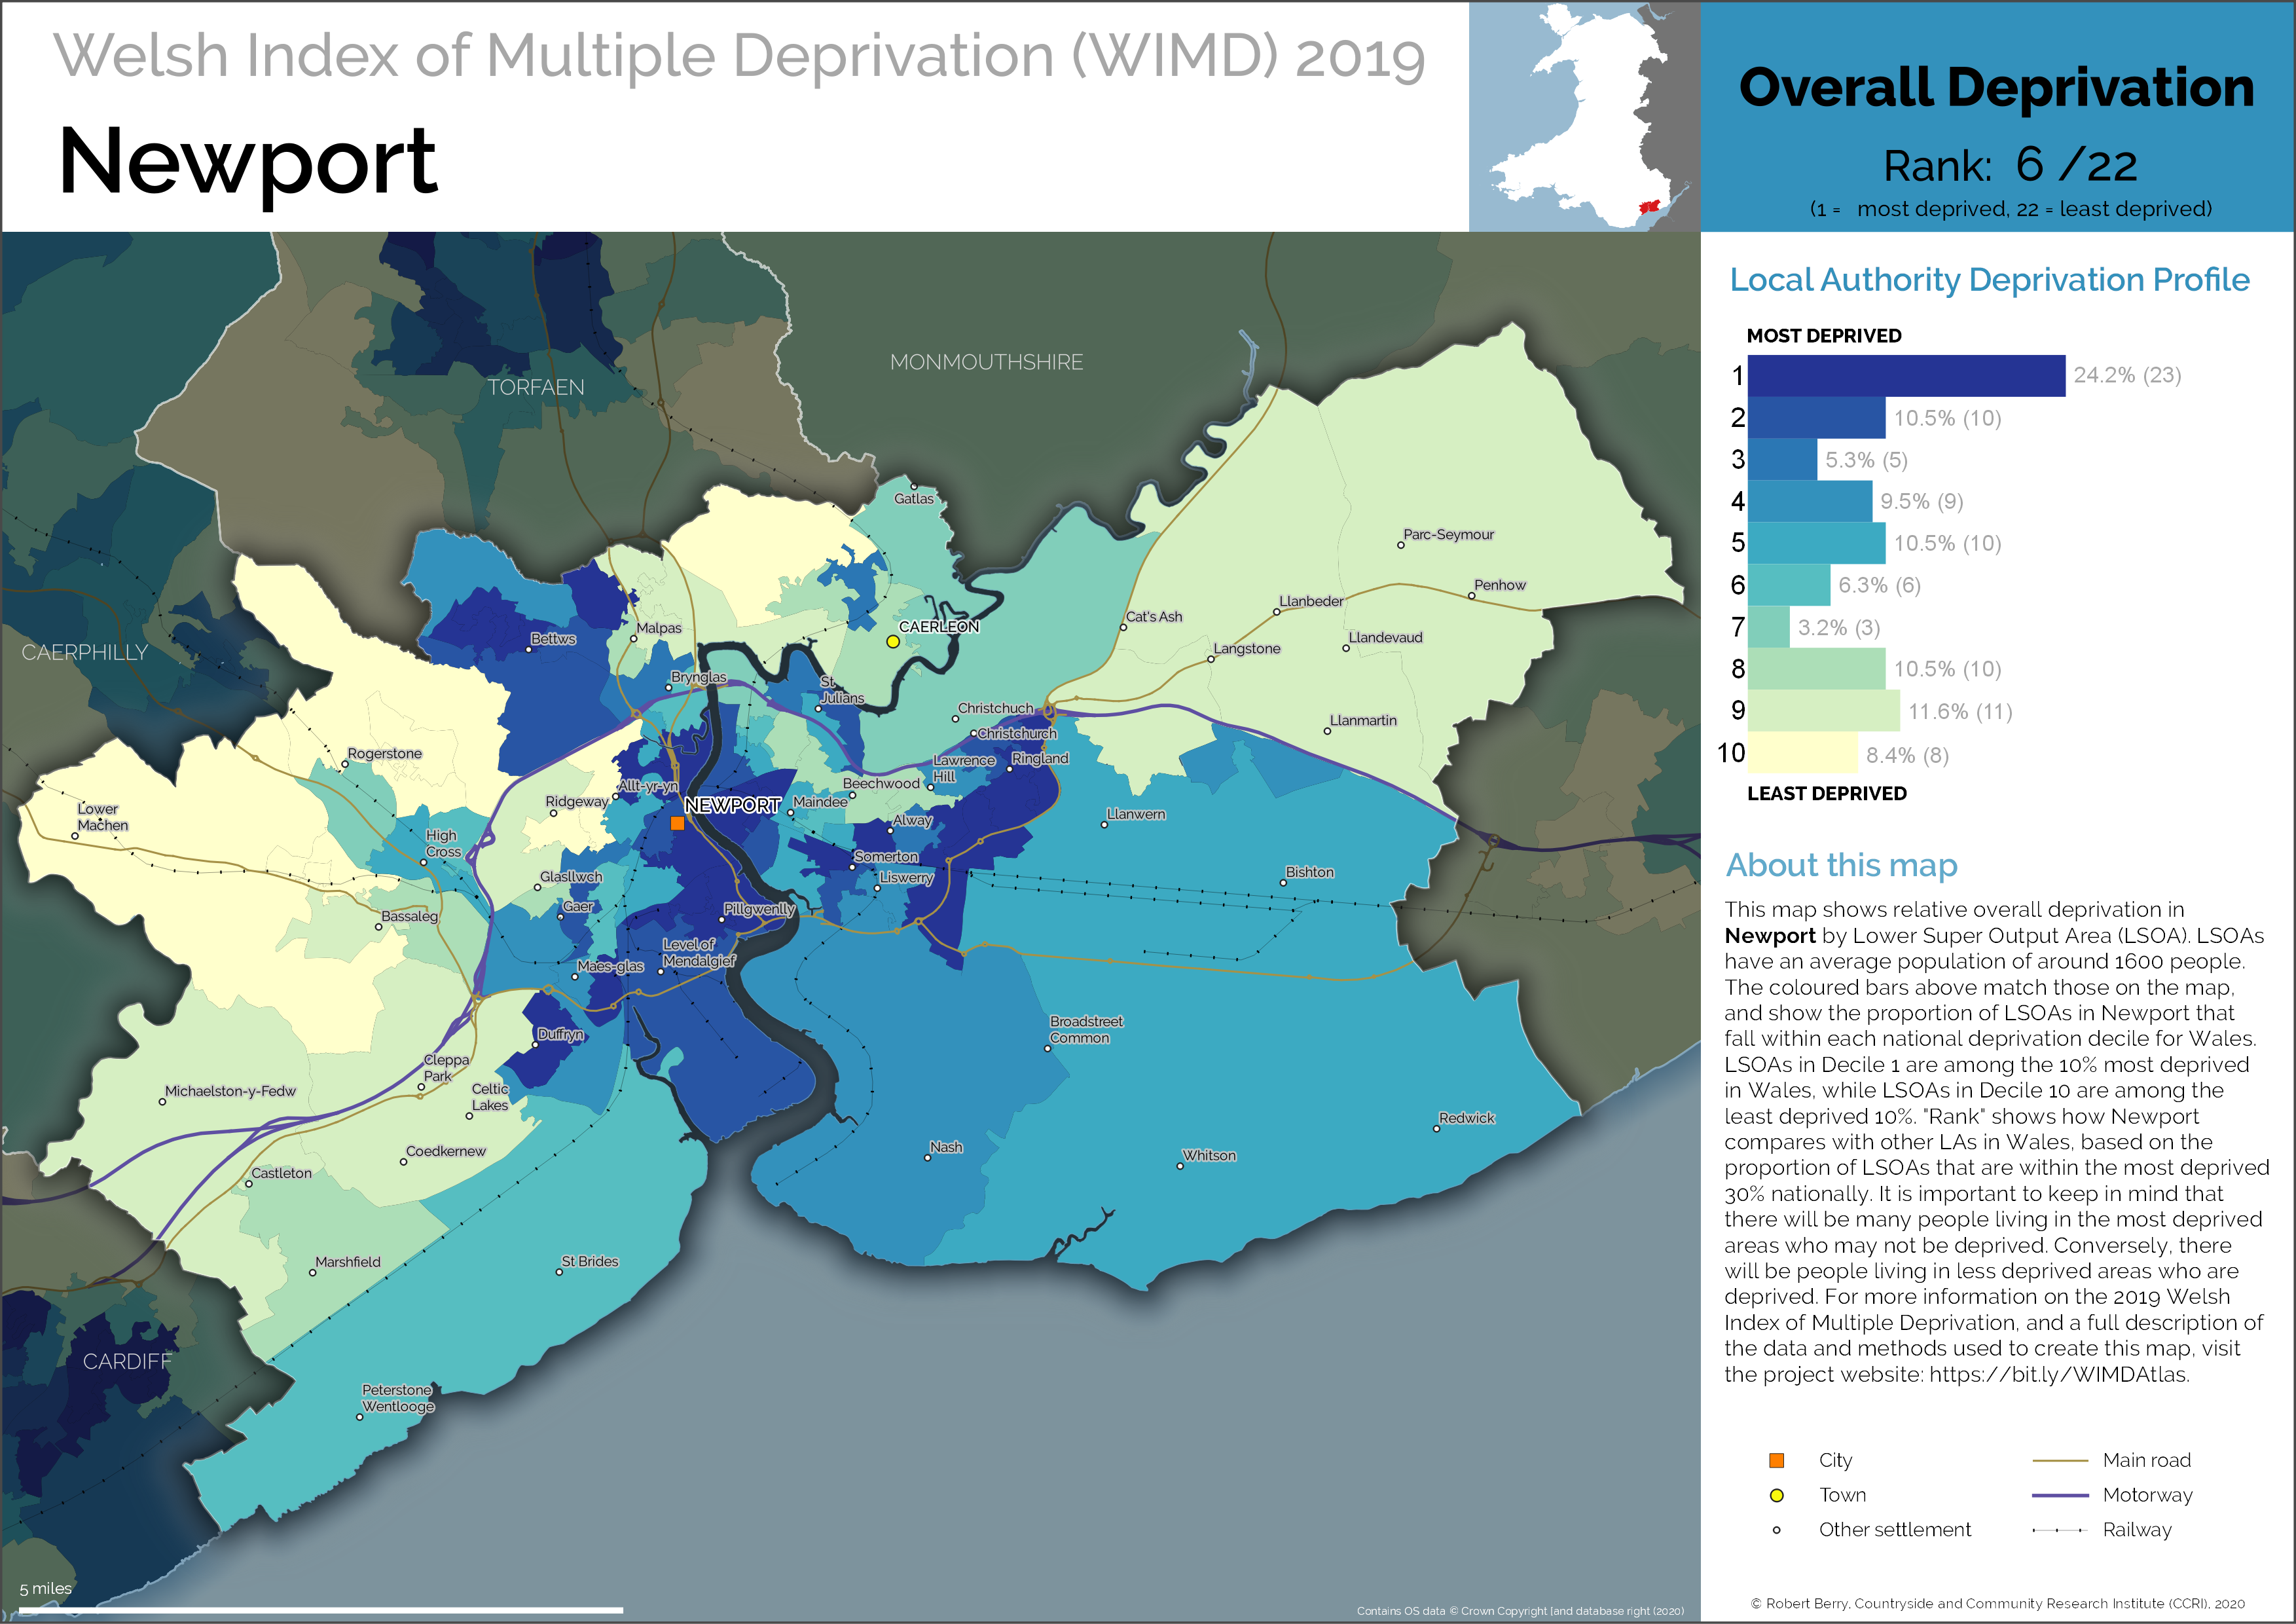 Welsh Index of Multiple Deprivation (WIMD) 2019
Newport
Overall Deprivation
Rank: 6 /22
(1 = most deprived, 22 = least deprived)
Local Authority Deprivation Profile
MOST DEPRIVED
1 24.2% (23)
2 10.5% (10)
3 5.3% (5)
4 9.5% (9)
5 10.5% (10)
6 6.3% (6)
7 3.2% (3)
8 10.5% (10)
9 11.6% (11)
10 8.4% (8)
LEAST DEPRIVED
About this map
This map shows relative overall deprivation in
Newport by Lower Super Output Area (LSOA). LSOAs
have an average population of around 1600 people.
The coloured bars above match those on the map,
and show the proportion of LSOAs in Newport that
fall within each national deprivation decile for Wales.
LSOAs in Decile 1 are among the 10% most deprived
in Wales, while LSOAs in Decile 10 are among the
least deprived 10%. "Rank" shows how Newport
compares with other LAs in Wales, based on the
proportion of LSOAs that are within the most deprived
30% nationally. It is important to keep in mind that
there will be many people living in the most deprived
areas who may not be deprived. Conversely, there
will be people living in less deprived areas who are
deprived. For more information on the 2019 Welsh
Index of Multiple Deprivation, and a full description of
the data and methods used to create this map, visit
the project website: https://bit.ly/WIMDAtlas.
City
Town
Other settlement
Main road
Motorway
Railway
© Robert Berry, Countryside and Community Research Institute (CCRI), 2020
MONMOUTHSHIRE
TORFAEN
CAERPHILLY
CARDIFF
Gatlas
Parc-Seymour
Penhow
Llanbeder
Cat's Ash
CAERLEON
Malpas
Bettws
Llandevaud
Langstone
Brynglas
St
Julians
Christchuch
Llanmartin
Christchurch
Rogerstone
Lawrence
Hill
Ringland
Beechwood
Allt-yr-yn
Ridgeway
NEWPORT
Maindee
Lower
Machen
Llanwern
Alway
High
Cross
Somerton
Bishton
Glasllwch
Liswerry
Gaer
Pillgwenlly
Bassaleg
Level of
Mendalgief
Maes-glas
Duffryn
Broadstreet
Common
Cleppa
Park
Michaelston-y-Fedw
Celtic
Lakes
Redwick
Nash
Coedkernew
Whitson
Castleton
Marshfield
St Brides
Peterstone
Wentlooge
5 miles
Contains OS data © Crown Copyright [and database right (2020)